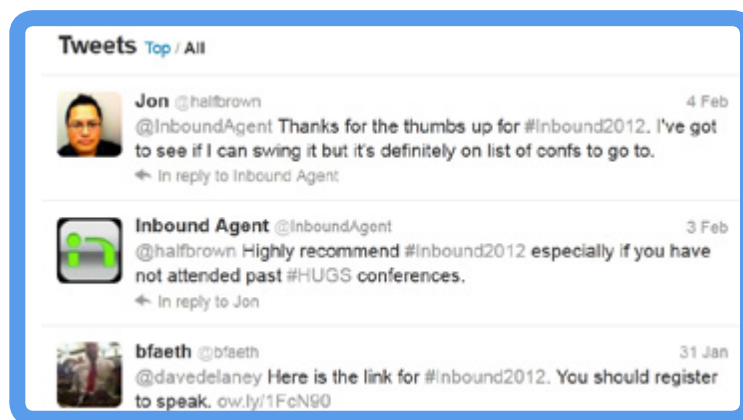 Tweets Top / All
Jon @halfbrown 4 Feb
@InboundAgent Thanks for the thumbs up for #Inbound2012. I've got
to see if I can swing it but it's definitely on list of confs to go to.
In reply to Inbound Agent
Inbound Agent @InboundAgent 3 Feb
@halfbrown Highly recommend #Inbound2012 especially if you have
not attended past #HUGS conferences.
In reply to Jon
bfaeth @bfaeth 31 Jan
@davedelaney Here is the link for #Inbound2012. You should register
to speak. ow.ly/1FcN90